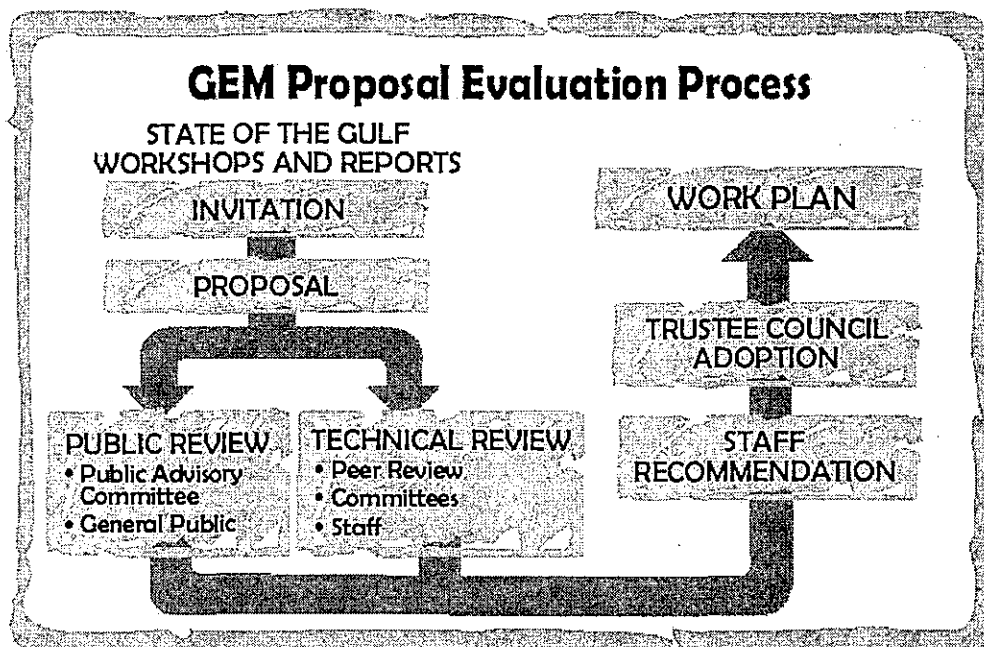 GEM Proposal Evaluation Process
STATE OF THE GULF
WORKSHOPS AND REPORTS
INVITATION
PROPOSAL
PUBLIC REVIEW
• Public Advisory
Committee
• General Public
TECHNICAL REVIEW
• Peer Review
• Committees
• Staff
WORK PLAN
TRUSTEE COUNCIL
ADOPTION
STAFF
RECOMMENDATION